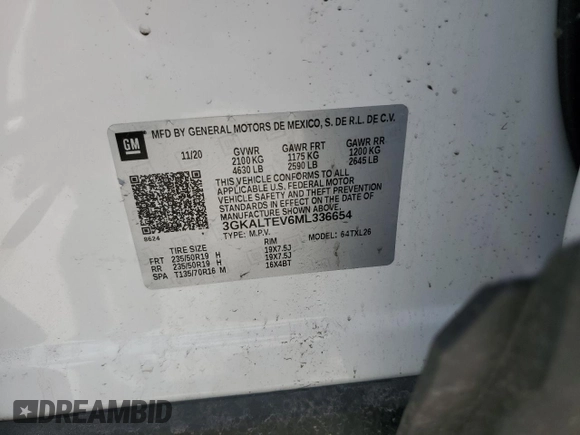 GM
MFD BY GENERAL MOTORS DE MEXICO, S. DE R.L. DE C.V.
11/20 GVWR GAWR FRT GAWR RR
2100 KG 1175 KG 1200 KG
4630 LB 2590 LB 2645 LB
THIS VEHICLE CONFORMS TO ALL
APPLICABLE U.S. FEDERAL MOTOR
VEHICLE SAFETY AND THEFT PREVENTION
STANDARDS IN EFFECT ON THE DATE OF
MANUFACTURE SHOWN ABOVE.
3GKALTEV6ML336654
8624 TYPE: M.P.V. MODEL: 64TXL26
TIRE SIZE RIM
FRT 235/50R19 H 19X7.5J
RR 235/50R19 H 19X7.5J
SPA T135/70R16 M 16X4BT
DREAMBID